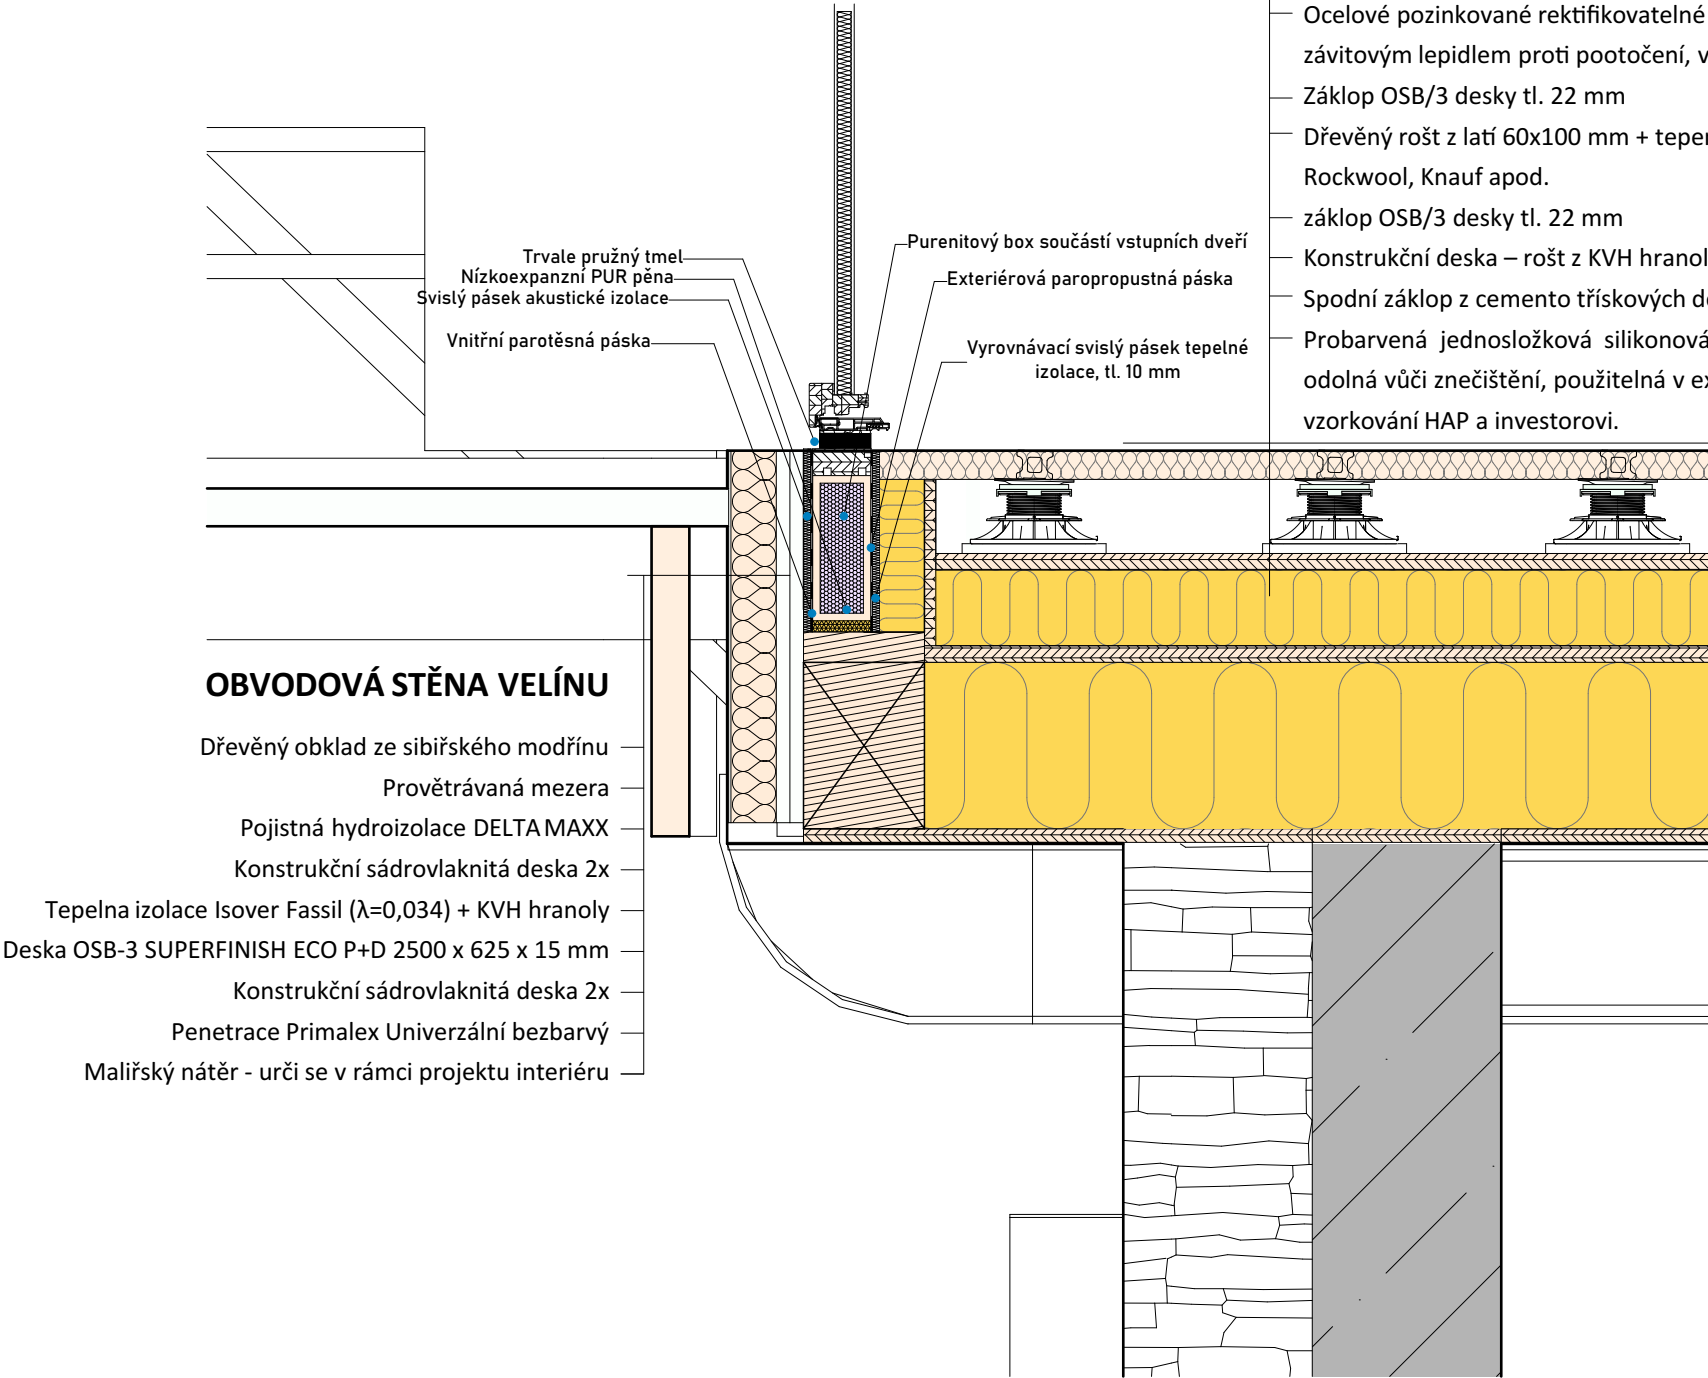 Ocelové pozinkované rektifikovatelné
závitovým lepidlem proti pootočení, v
Záklop OSB/3 desky tl. 22 mm
Dřevěný rošt z latí 60x100 mm + tepe
Rockwool, Knauf apod.
záklop OSB/3 desky tl. 22 mm
Konstrukční deska – rošt z KVH hranol
Spodní záklop z cemento třískových d
Probarvená jednosložková silikonová
odolná vůči znečištění, použitelná v ex
vzorkování HAP a investorovi.
Trvale pružný tmel
Nízkoexpanzní PUR pěna
Svislý pásek akustické izolace
Vnitřní parotěsná páska
Purenitový box součástí vstupních dveří
Exteriérová paropropustná páska
Vyrovnávací svislý pásek tepelné
izolace, tl. 10 mm
OBVODOVÁ STĚNA VELÍNU
Dřevěný obklad ze sibiřského modřínu
Provětrávaná mezera
Pojistná hydroizolace DELTA MAXX
Konstrukční sádrovlaknitá deska 2x
Tepelna izolace Isover Fassil (λ=0,034) + KVH hranoly
Deska OSB-3 SUPERFINISH ECO P+D 2500 x 625 x 15 mm
Konstrukční sádrovlaknitá deska 2x
Penetrace Primalex Univerzální bezbarvý
Maliřský nátěr - urči se v rámci projektu interiéru